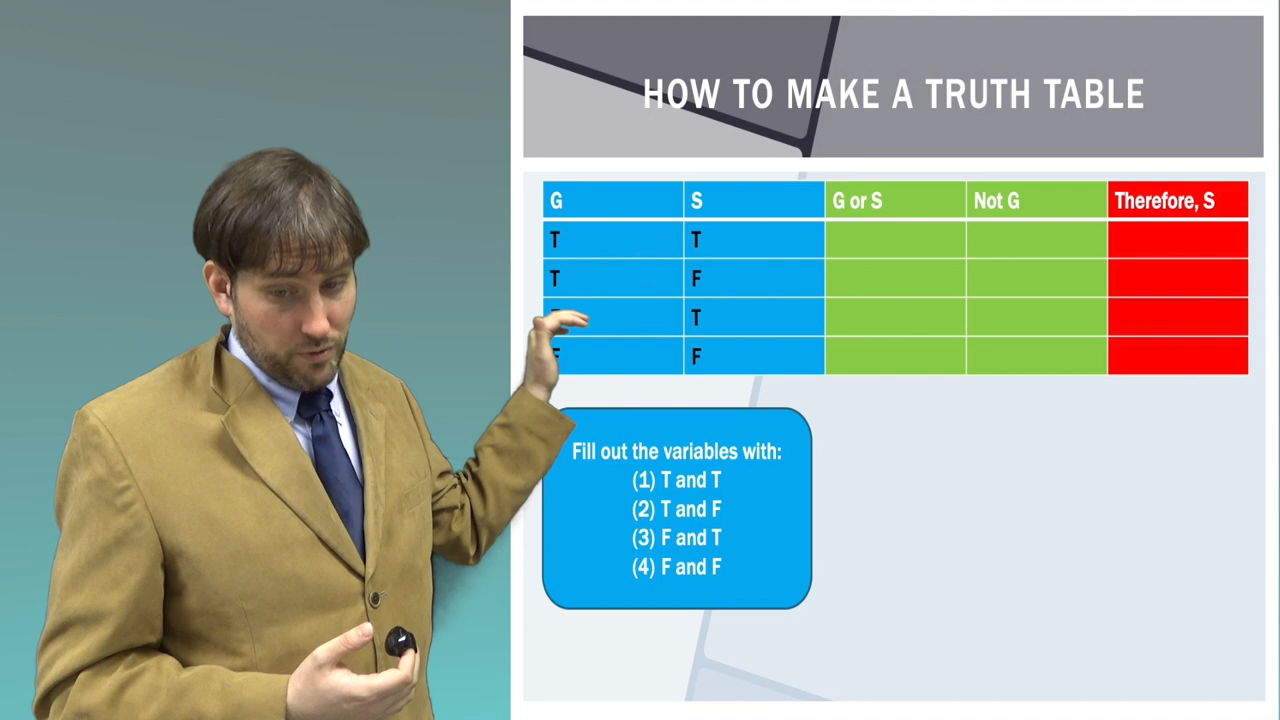 HOW TO MAKE A TRUTH TABLE
G S G or S Not G Therefore, S
T T
T F
T
F F
Fill out the variables with:
(1) T and T
(2) T and F
(3) F and T
(4) F and F